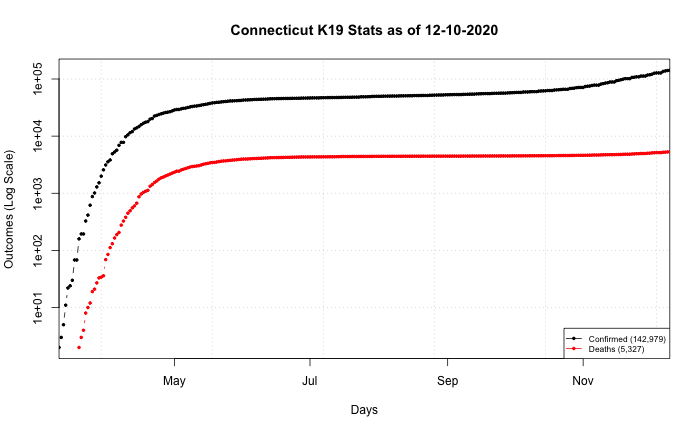 Connecticut K19 Stats as of 12-10-2020
Outcomes (Log Scale)
1e+05
1e+04
1e+03
1e+02
1e+01
May
Jul
Sep
Nov
Days
Confirmed (142,979)
Deaths (5,327)